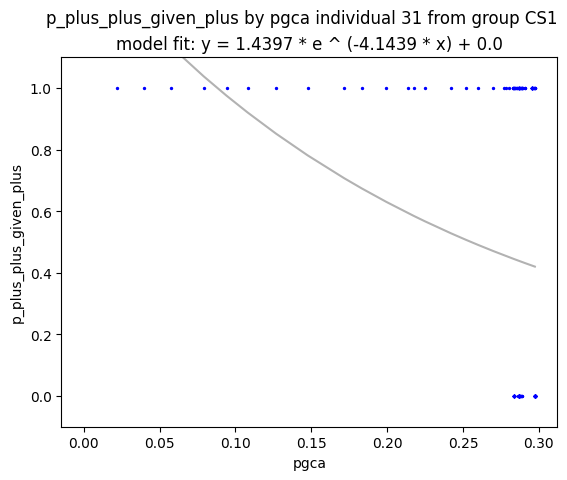 p_plus_plus_given_plus by pgca individual 31 from group CS1
model fit: y = 1.4397 * e ^ (-4.1439 * x) + 0.0
p_plus_plus_given_plus
1.0
0.8
0.6
0.4
0.2
0.0
0.00 0.05 0.10 0.15 0.20 0.25 0.30
pgca